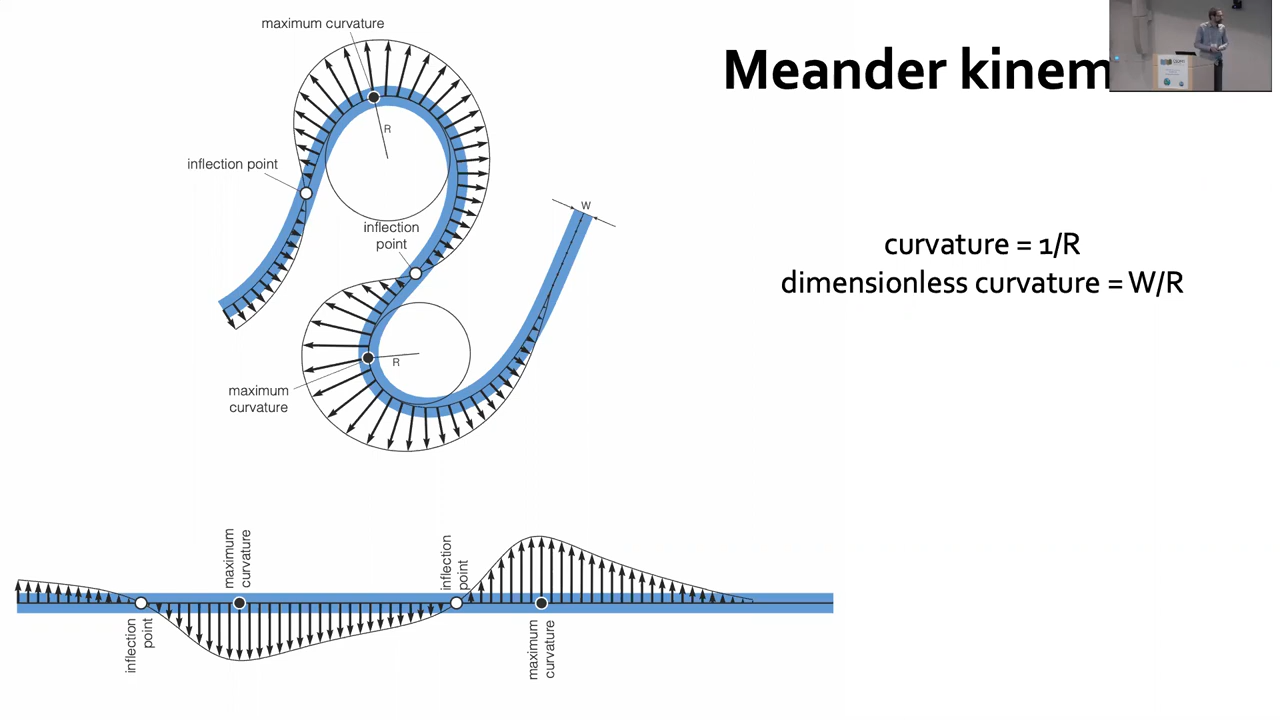 maximum curvature
Meander kinem
R
inflection point
W
inflection
point
curvature = 1/R
dimensionless curvature = W/R
R
maximum
curvature
maximum
curvature
inflection
point
inflection
point
maximum
curvature